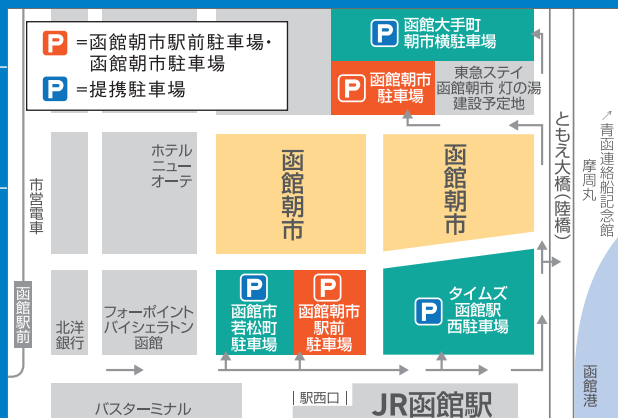 P =函館朝市駅前駐車場・
函館朝市駐車場
P =提携駐車場
P 函館大手町
朝市横駐車場
P 函館朝市
駐車場
東急ステイ
函館朝市 灯の湯
建設予定地
ホテル
ニュー
オーテ
函館朝市
函館朝市
ともえ大橋(陸橋)
↗青函連絡船記念館
摩周丸
市営電車
函館駅前
北洋
銀行
フォーポイント
バイシェラトン
函館
P
函館市
若松町
駐車場
P
函館朝市
駅前
駐車場
P タイムズ
函館駅
西駐車場
函館港
バスターミナル
駅西口
JR函館駅